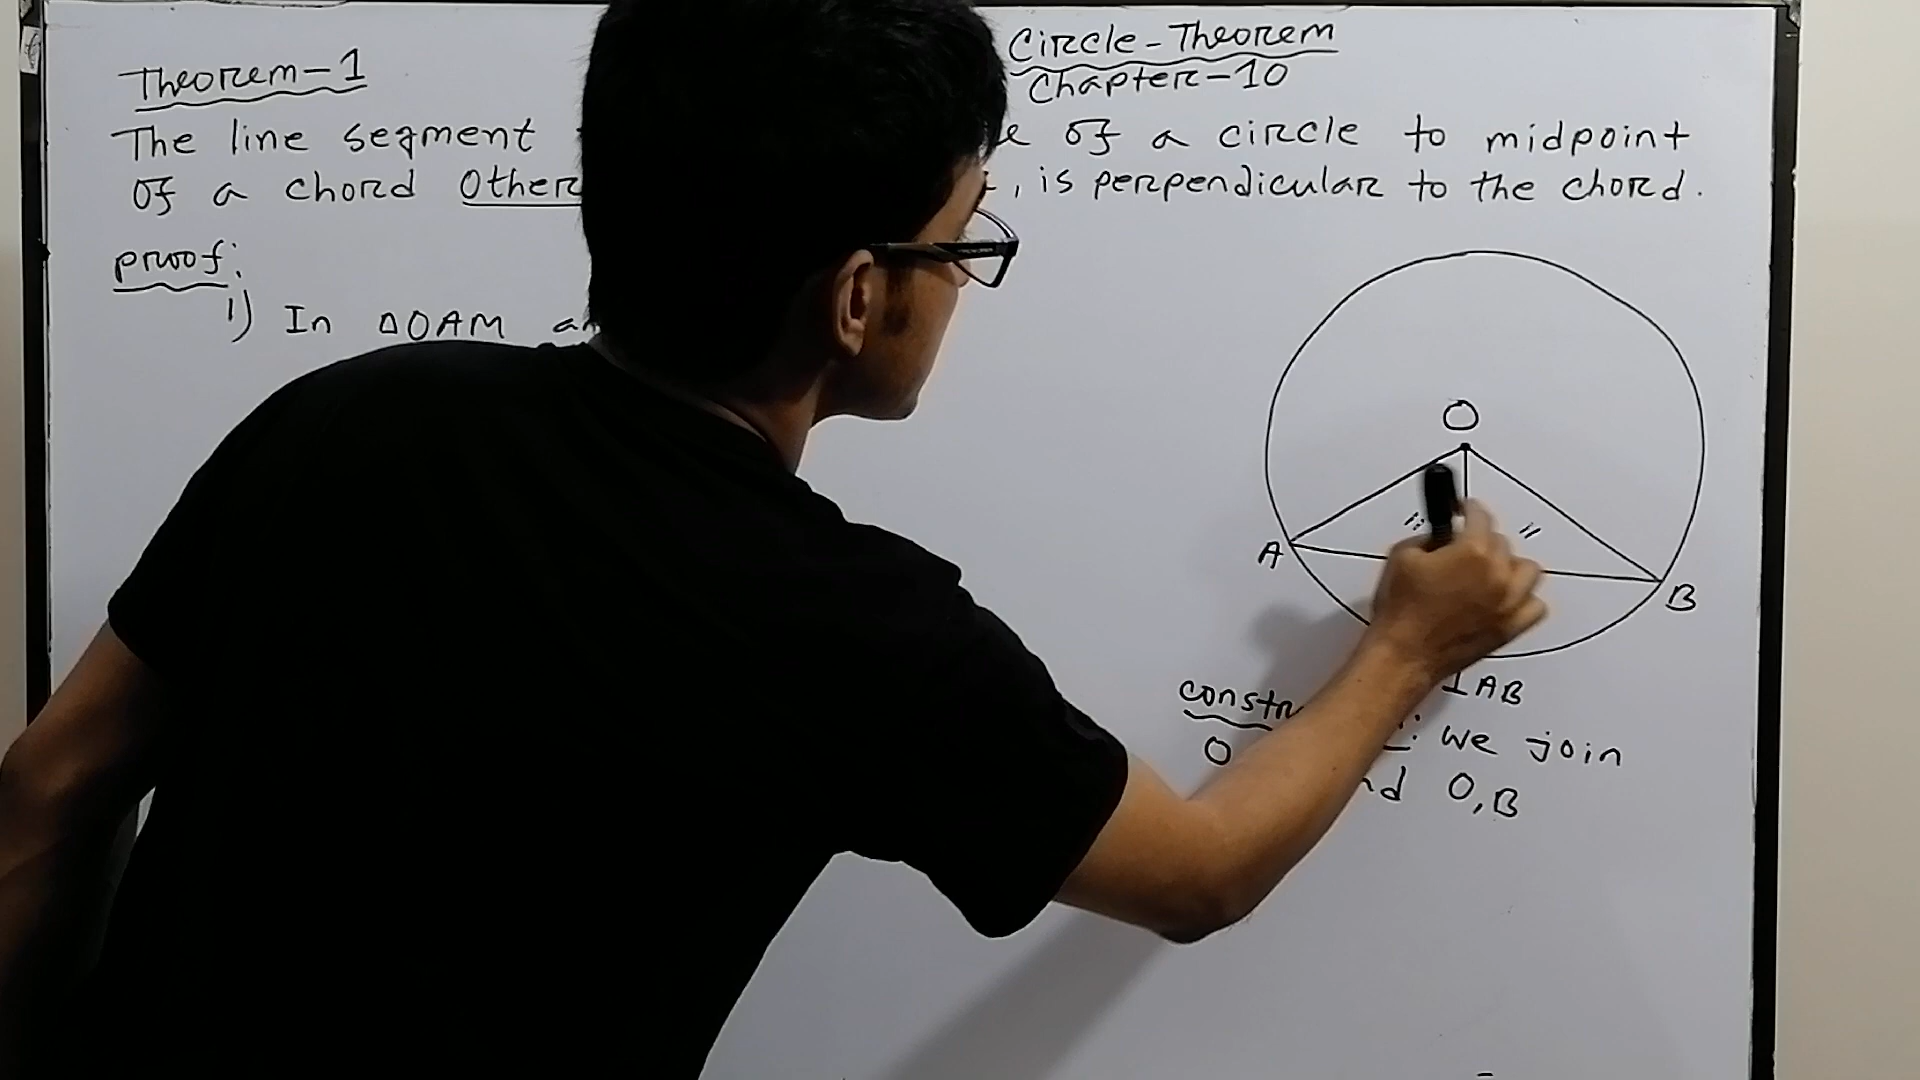 Circle-Theorem
Chapter-10
Theorem-1
The line segment of a circle to midpoint
of a chord Other , is perpendicular to the chord.
proof:
i) In ΔOAM
O
A
B
⊥AB
constr : we join
O nd O,B